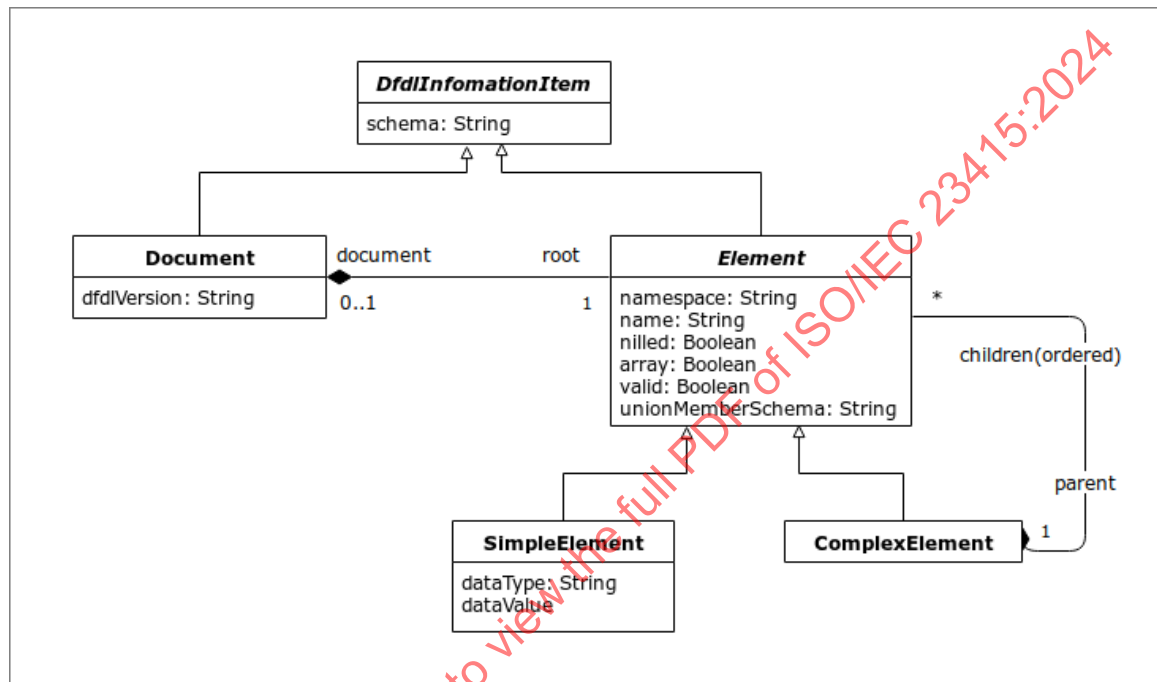 DfdlInfomationItem
schema: String
Document
dfdlVersion: String
document
root
0..1
1
Element
namespace: String
name: String
nilled: Boolean
array: Boolean
valid: Boolean
unionMemberSchema: String
*
children(ordered)
parent
1
SimpleElement
dataType: String
dataValue
ComplexElement
to view the full PDF of ISO/IEC 23415:2024